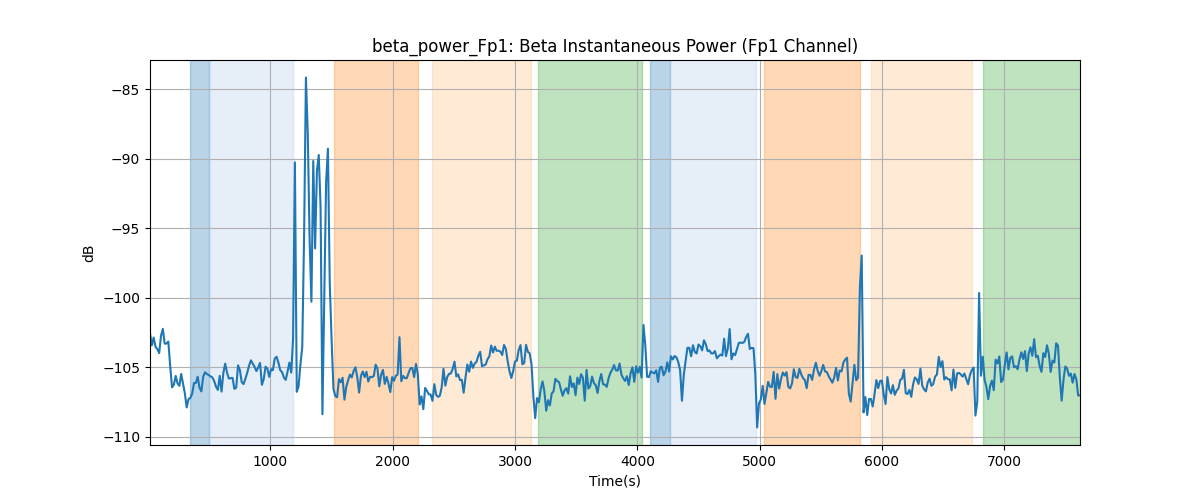 beta_power_Fp1: Beta Instantaneous Power (Fp1 Channel)
dB
−85
−90
−95
−100
−105
−110
1000 2000 3000 4000 5000 6000 7000
Time(s)